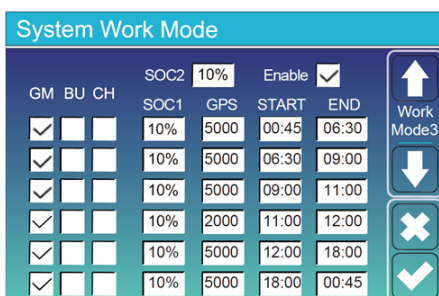 System Work Mode
SOC2 10% Enable
GM BU CH SOC1 GPS START END
10% 5000 00:45 06:30
10% 5000 06:30 09:00
10% 5000 09:00 11:00
10% 2000 11:00 12:00
10% 5000 12:00 18:00
10% 5000 18:00 00:45
Work
Mode3